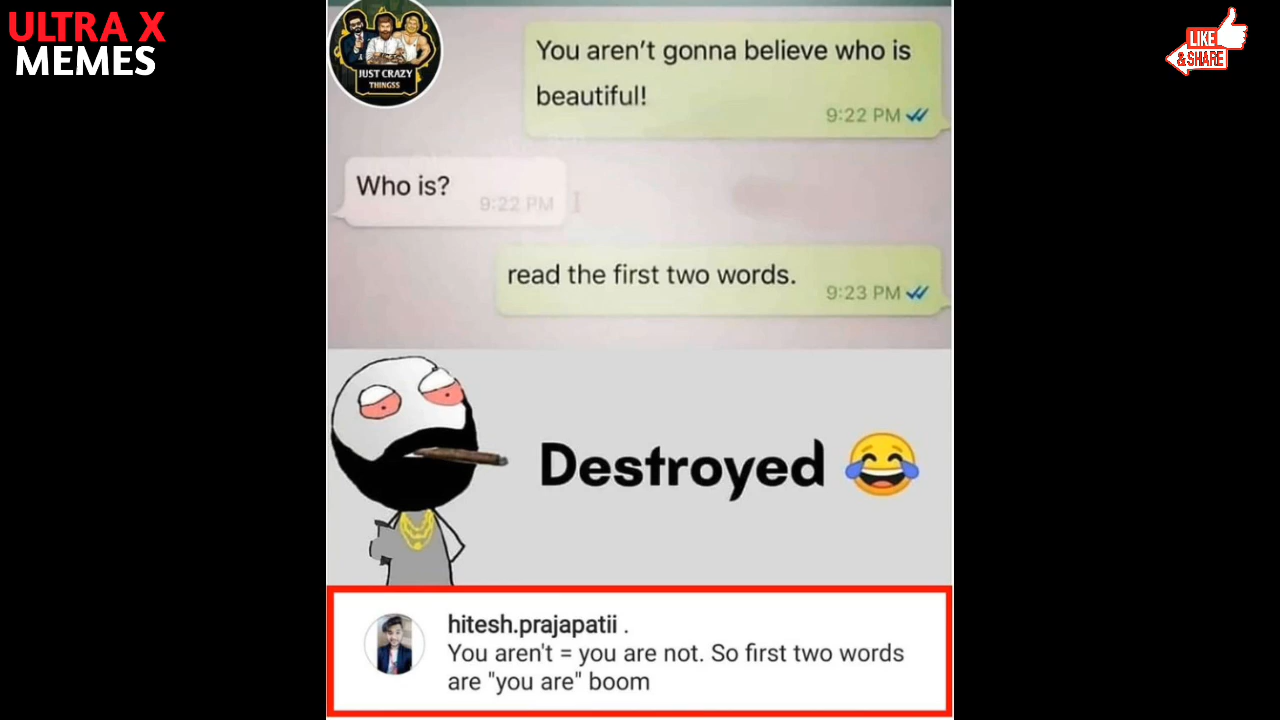 ULTRA X
MEMES
LIKE
& SHARE
JUST CRAZY
THINGSS
You aren’t gonna believe who is
beautiful!
9:22 PM
Who is?
9:22 PM
read the first two words.
9:23 PM
Destroyed 😂
hitesh.prajapatii .
You aren't = you are not. So first two words
are "you are" boom